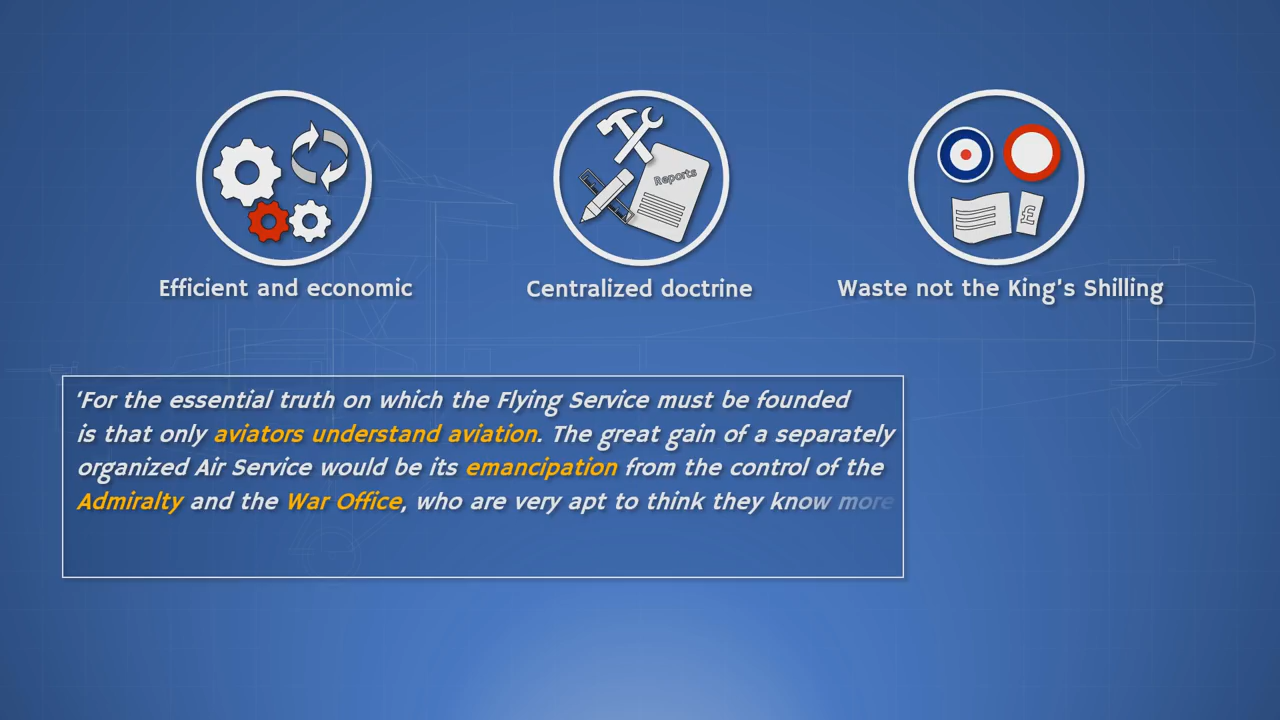 Reports
£
Efficient and economic
Centralized doctrine
Waste not the King's Shilling
'For the essential truth on which the Flying Service must be founded
is that only aviators understand aviation. The great gain of a separately
organized Air Service would be its emancipation from the control of the
Admiralty and the War Office, who are very apt to think they know more